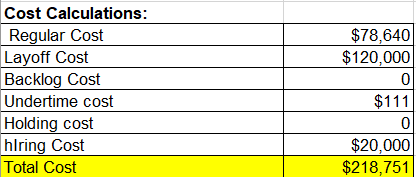 Cost Calculations:
Regular Cost $78,640
Layoff Cost $120,000
Backlog Cost 0
Undertime cost $111
Holding cost 0
hIring Cost $20,000
Total Cost $218,751